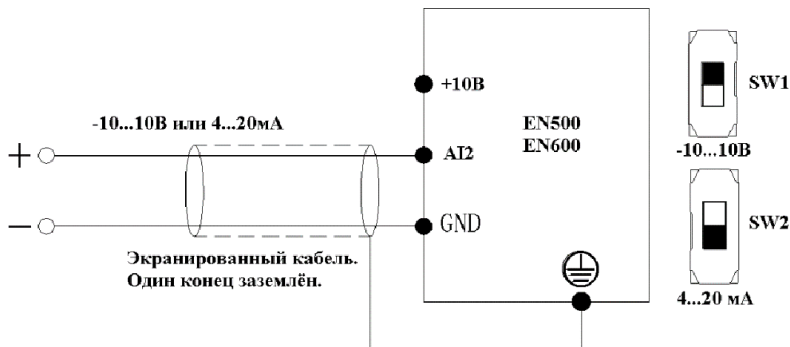 +10В
-10...10В или 4...20мА
SW1
EN500
EN600
+
AI2
-10...10В
−
GND
SW2
Экранированный кабель.
Один конец заземлён.
4...20 мА